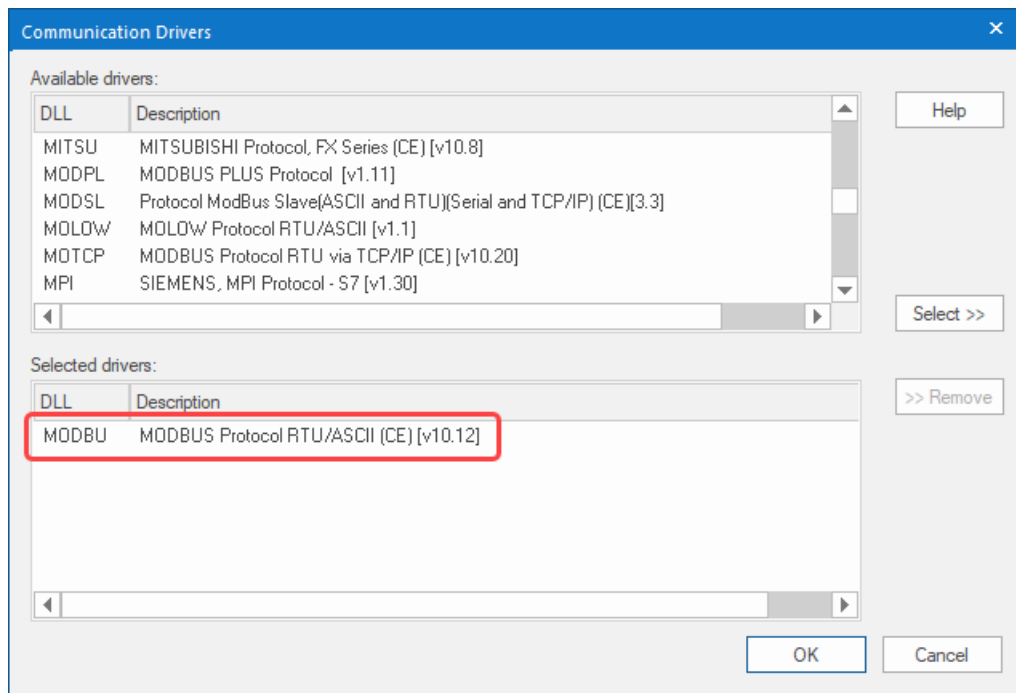 Communication Drivers
Available drivers:
DLL Description
Help
MITSU MITSUBISHI Protocol, FX Series (CE) [v10.8]
MODPL MODBUS PLUS Protocol [v1.11]
MODSL Protocol ModBus Slave(ASCII and RTU)(Serial and TCP/IP) (CE)[3.3]
MOLOW MOLOW Protocol RTU/ASCII [v1.1]
MOTCP MODBUS Protocol RTU via TCP/IP (CE) [v10.20]
MPI SIEMENS, MPI Protocol - S7 [v1.30]
Select >>
Selected drivers:
DLL Description
>> Remove
MODBU MODBUS Protocol RTU/ASCII (CE) [v10.12]
OK Cancel